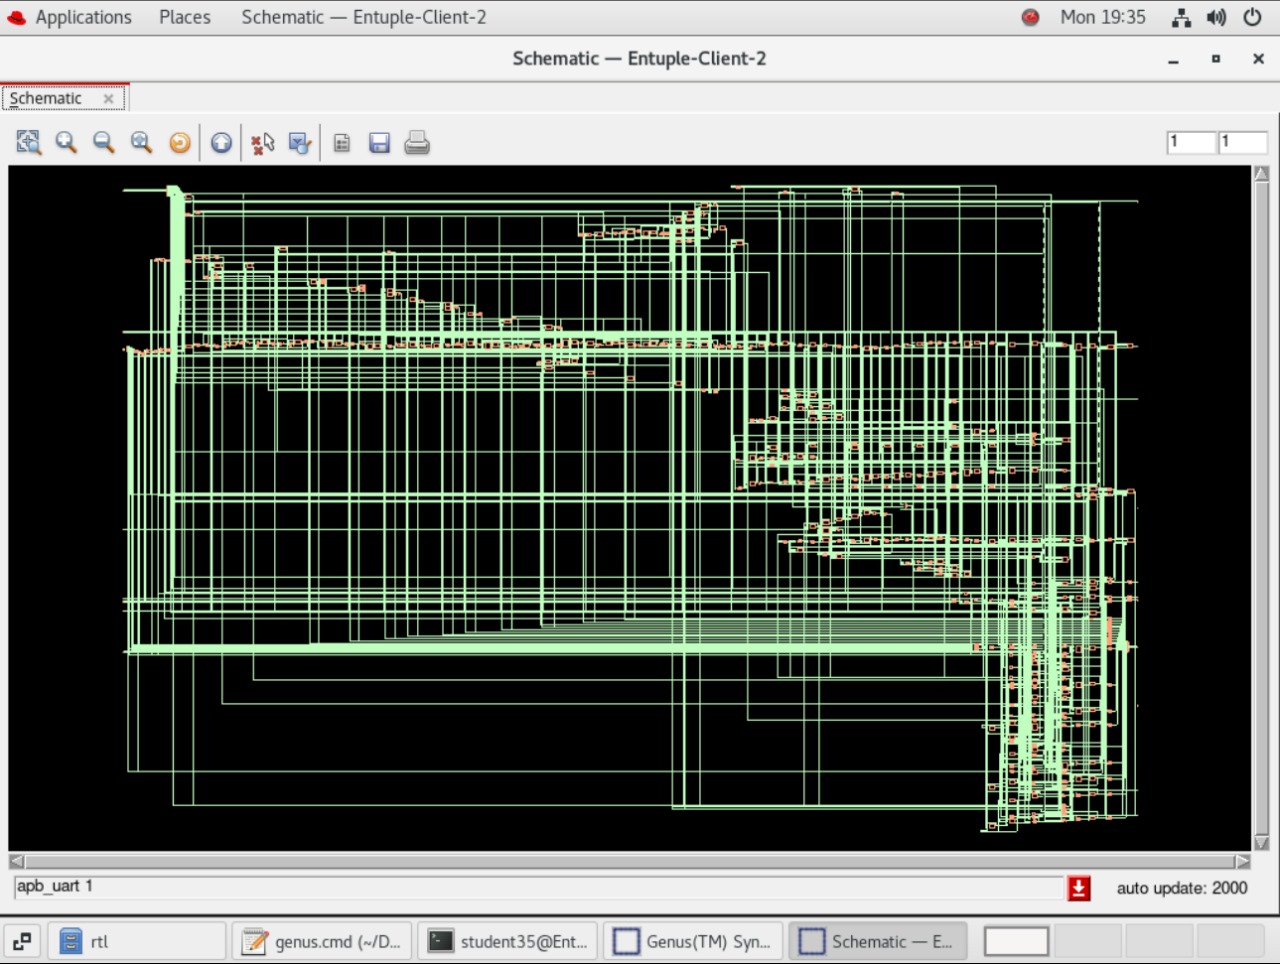 Applications Places Schematic — Entuple-Client-2 Mon 19:35
Schematic — Entuple-Client-2
Schematic
1 1
apb_uart 1 auto update: 2000
rtl genus.cmd (~/D... student35@Ent... Genus(TM) Syn... Schematic — E...